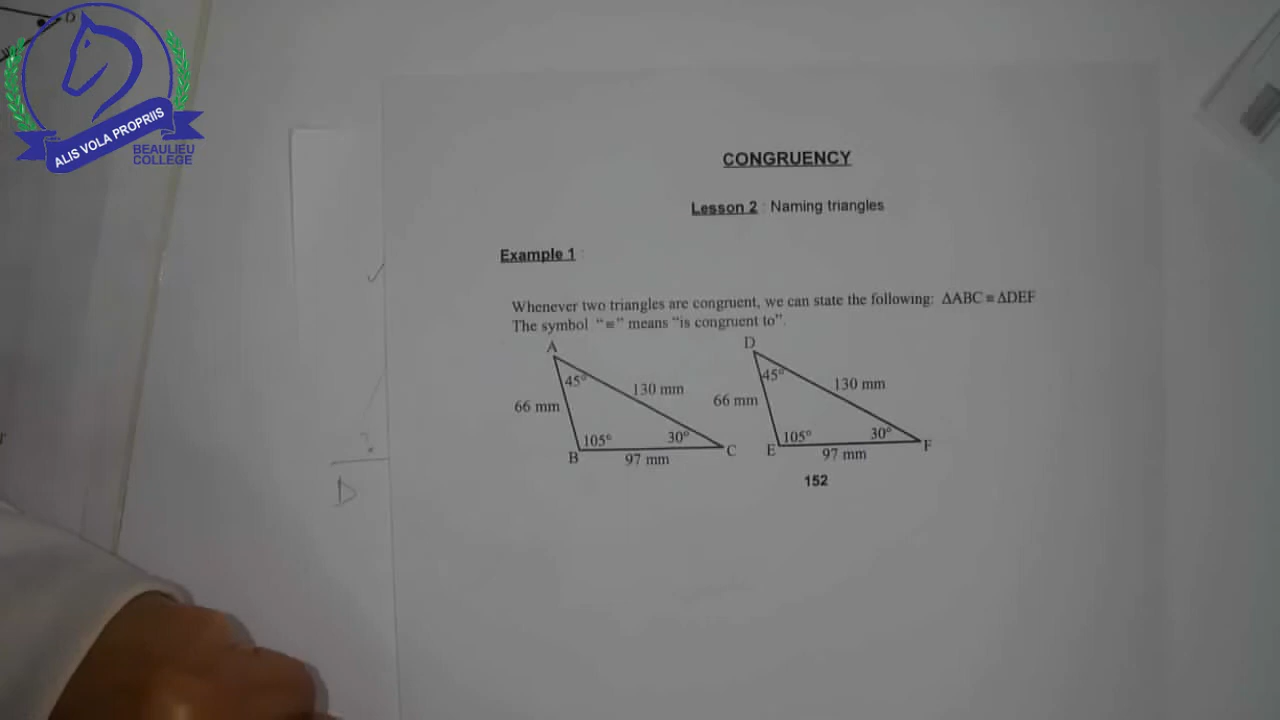 D
ALIS VOLA PROPRIIS
BEAULIEU
COLLEGE
CONGRUENCY
Lesson 2 : Naming triangles
Example 1 :
Whenever two triangles are congruent, we can state the following: ΔABC ≡ ΔDEF
The symbol “≡” means “is congruent to”.
A
45°
130 mm
66 mm
105°
30°
B
97 mm
C
D
45°
130 mm
66 mm
105°
30°
E
97 mm
F
152
?
D